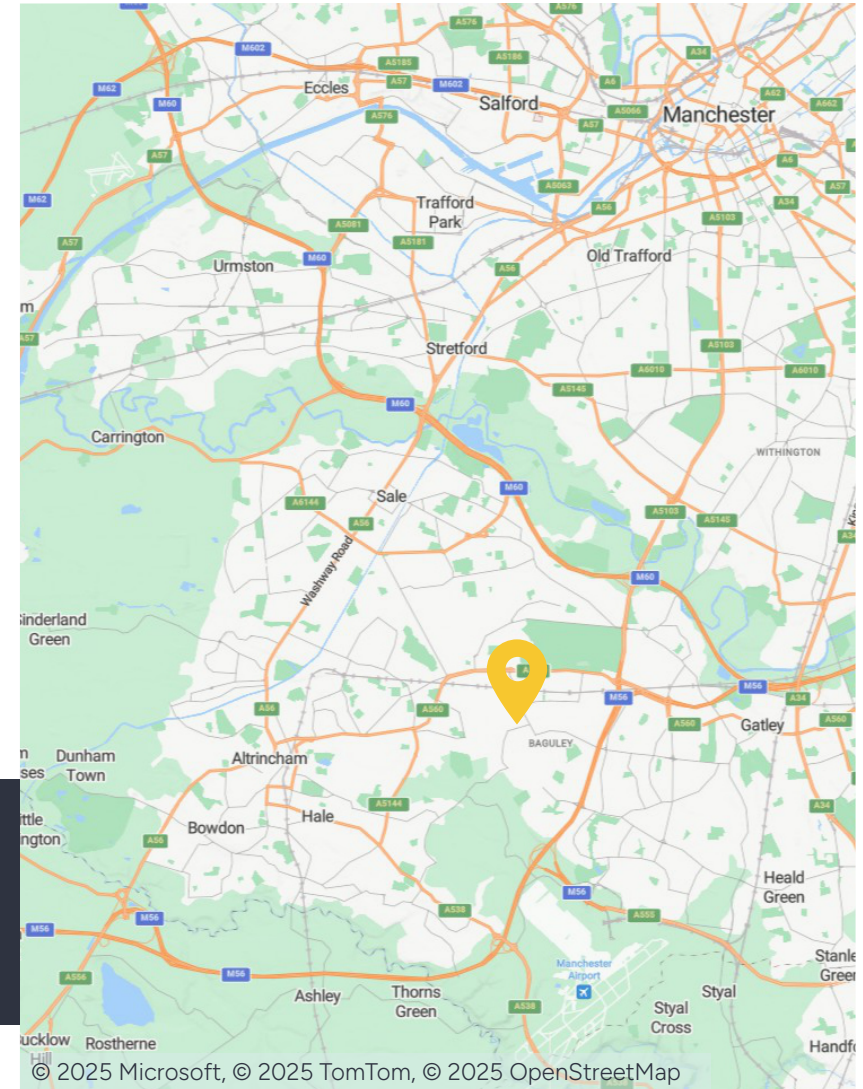 A576
A576
M602
A5185
A5186
A34
M62
A57
M602
A6
A62
Eccles
M60
Salford
A5066
A662
A576
A57
Manchester
A57
A6
M62
A5063
A34
A57
Trafford
Park
A56
A5103
A57
A5081
A5181
M60
Old Trafford
Urmston
A56
A57
Stretford
A5103
A6010
A6010
A5145
M60
Carrington
WITHINGTON
M60
Sale
A6144
A56
A5103
A5145
A34
Washway Road
M60
Sinderland
Green
M56
M56
A34
A56
A560
A560
Gatley
A560
BAGULEY
Dunham
Town
Altrincham
A5144
A34
Hale
Bowdon
A56
Heald
Green
M56
A538
A555
M56
M56
Manchester
Airport
M56
A556
Ashley
Thorns
Green
A538
Styal
Styal
Cross
Rostherne
© 2025 Microsoft, © 2025 TomTom, © 2025 OpenStreetMap